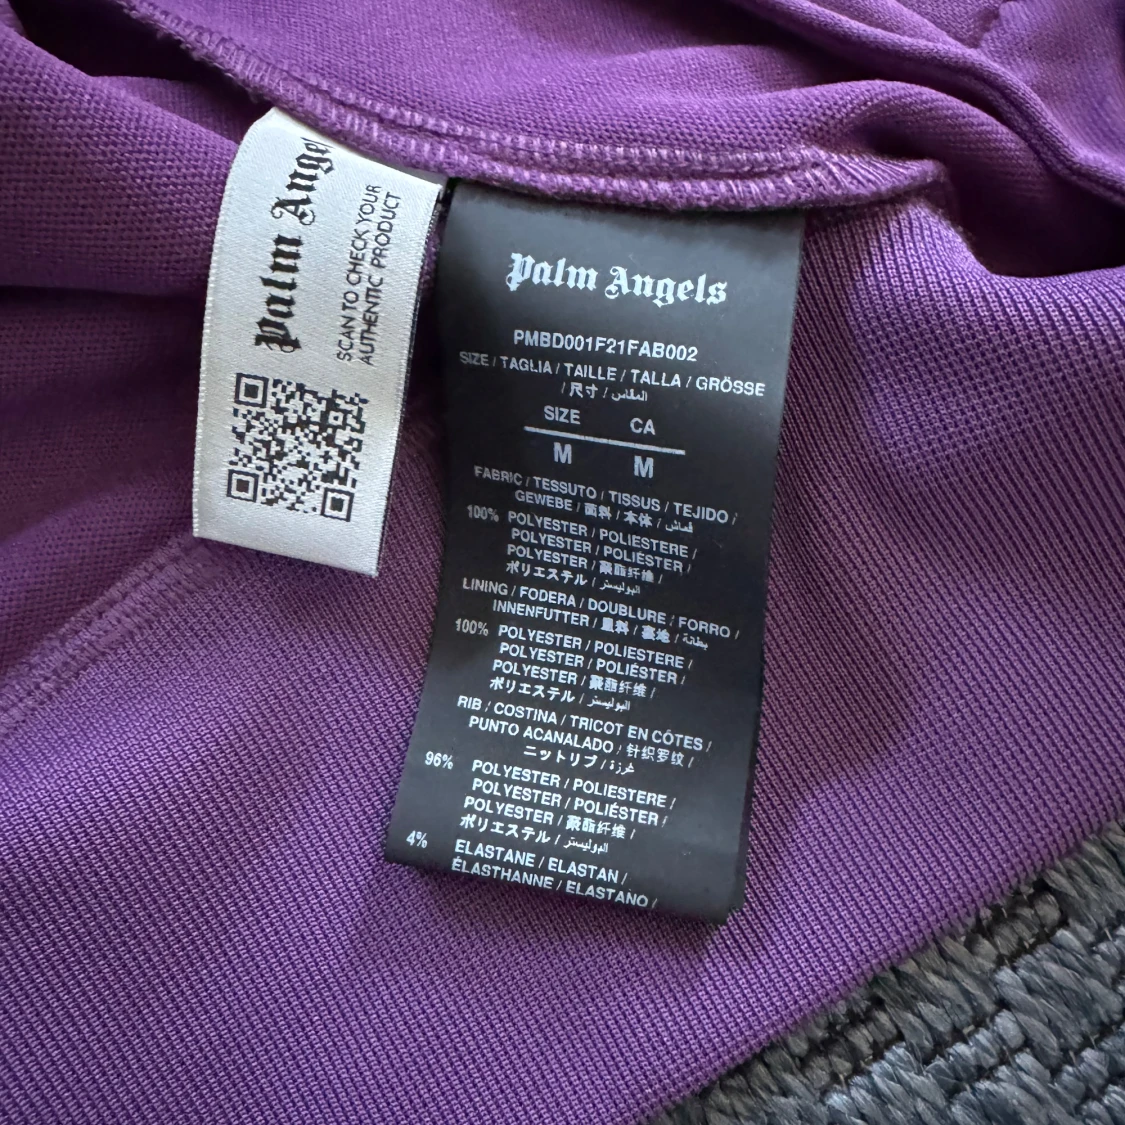 Palm Ange
SCAN TO CHECK YOUR
AUTHENTIC PRODUCT
Palm Angels
PMBD001F21FAB002
SIZE / TAGLIA / TAILLE / TALLA / GRÖSSE
/ 尺寸 / المقاس
SIZE CA
M M
FABRIC / TESSUTO / TISSUS / TEJIDO /
GEWEBE / 面料 / 本体 / قماش
100% POLYESTER / POLIESTERE /
POLYESTER / POLIÉSTER /
POLYESTER / 聚酯纤维 /
ポリエステル / البوليستر
LINING / FODERA / DOUBLURE / FORRO /
INNENFUTTER / 里料 / 裏地 / بطانة
100% POLYESTER / POLIESTERE /
POLYESTER / POLIÉSTER /
POLYESTER / 聚酯纤维 /
ポリエステル / البوليستر
RIB / COSTINA / TRICOT EN CÔTES /
PUNTO ACANALADO / 针织罗纹 /
ニットリブ / غرزة
96% POLYESTER / POLIESTERE /
POLYESTER / POLIÉSTER /
POLYESTER / 聚酯纤维 /
ポリエステル / البوليستر
4% ELASTANE / ELASTAN /
ÉLASTHANNE / ELASTANO /